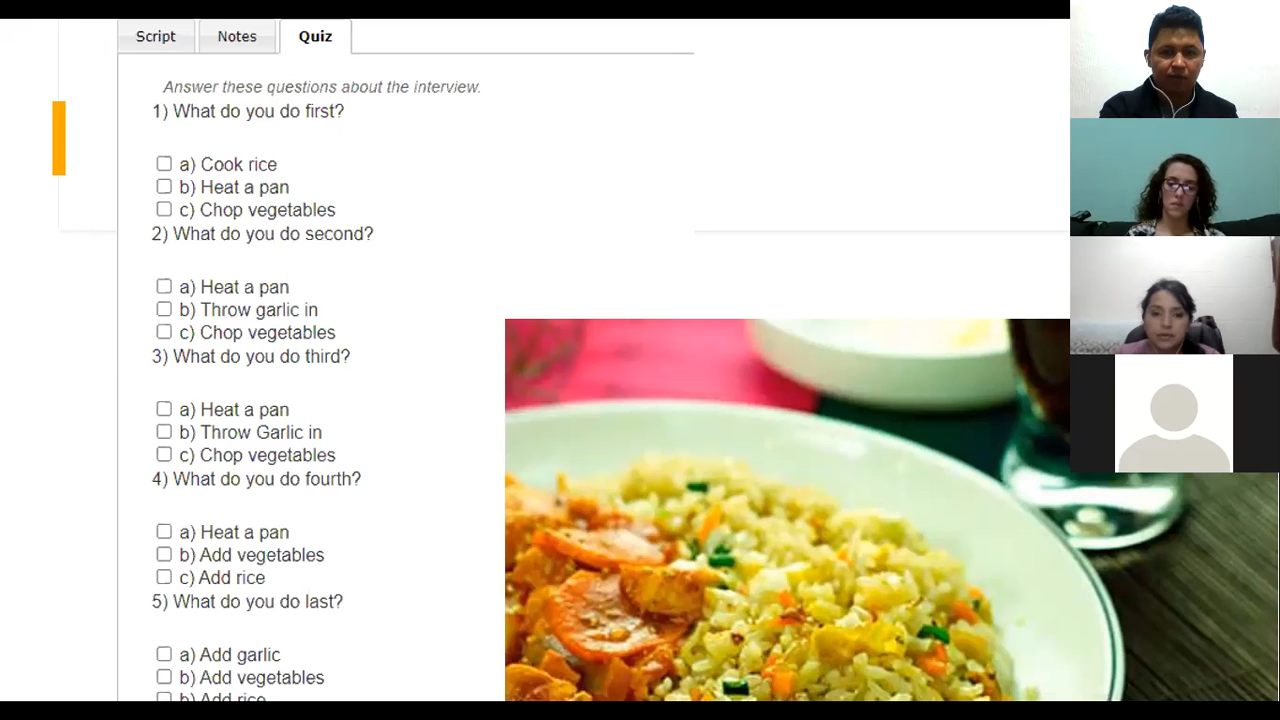 Script Notes Quiz
Answer these questions about the interview.
1) What do you do first?
a) Cook rice
b) Heat a pan
c) Chop vegetables
2) What do you do second?
a) Heat a pan
b) Throw garlic in
c) Chop vegetables
3) What do you do third?
a) Heat a pan
b) Throw Garlic in
c) Chop vegetables
4) What do you do fourth?
a) Heat a pan
b) Add vegetables
c) Add rice
5) What do you do last?
a) Add garlic
b) Add vegetables
b) Add rice